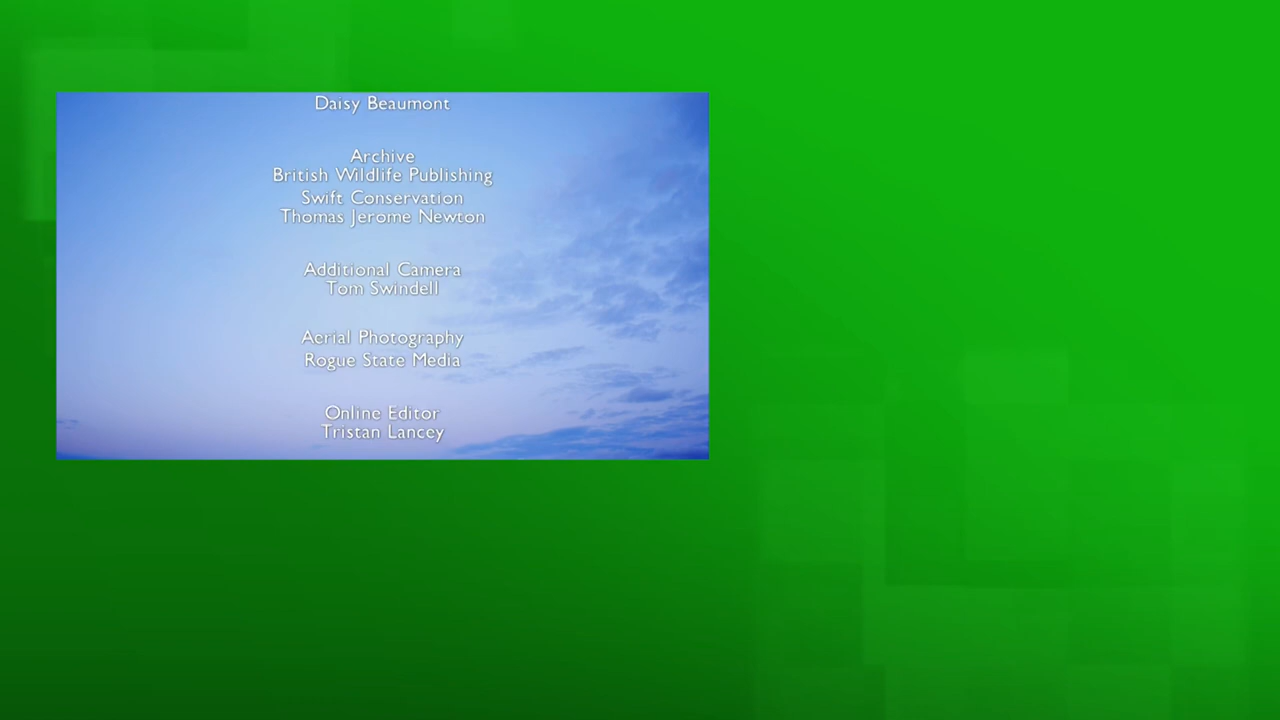 Daisy Beaumont
Archive
British Wildlife Publishing
Swift Conservation
Thomas Jerome Newton
Additional Camera
Tom Swindell
Aerial Photography
Rogue State Media
Online Editor
Tristan Lancey